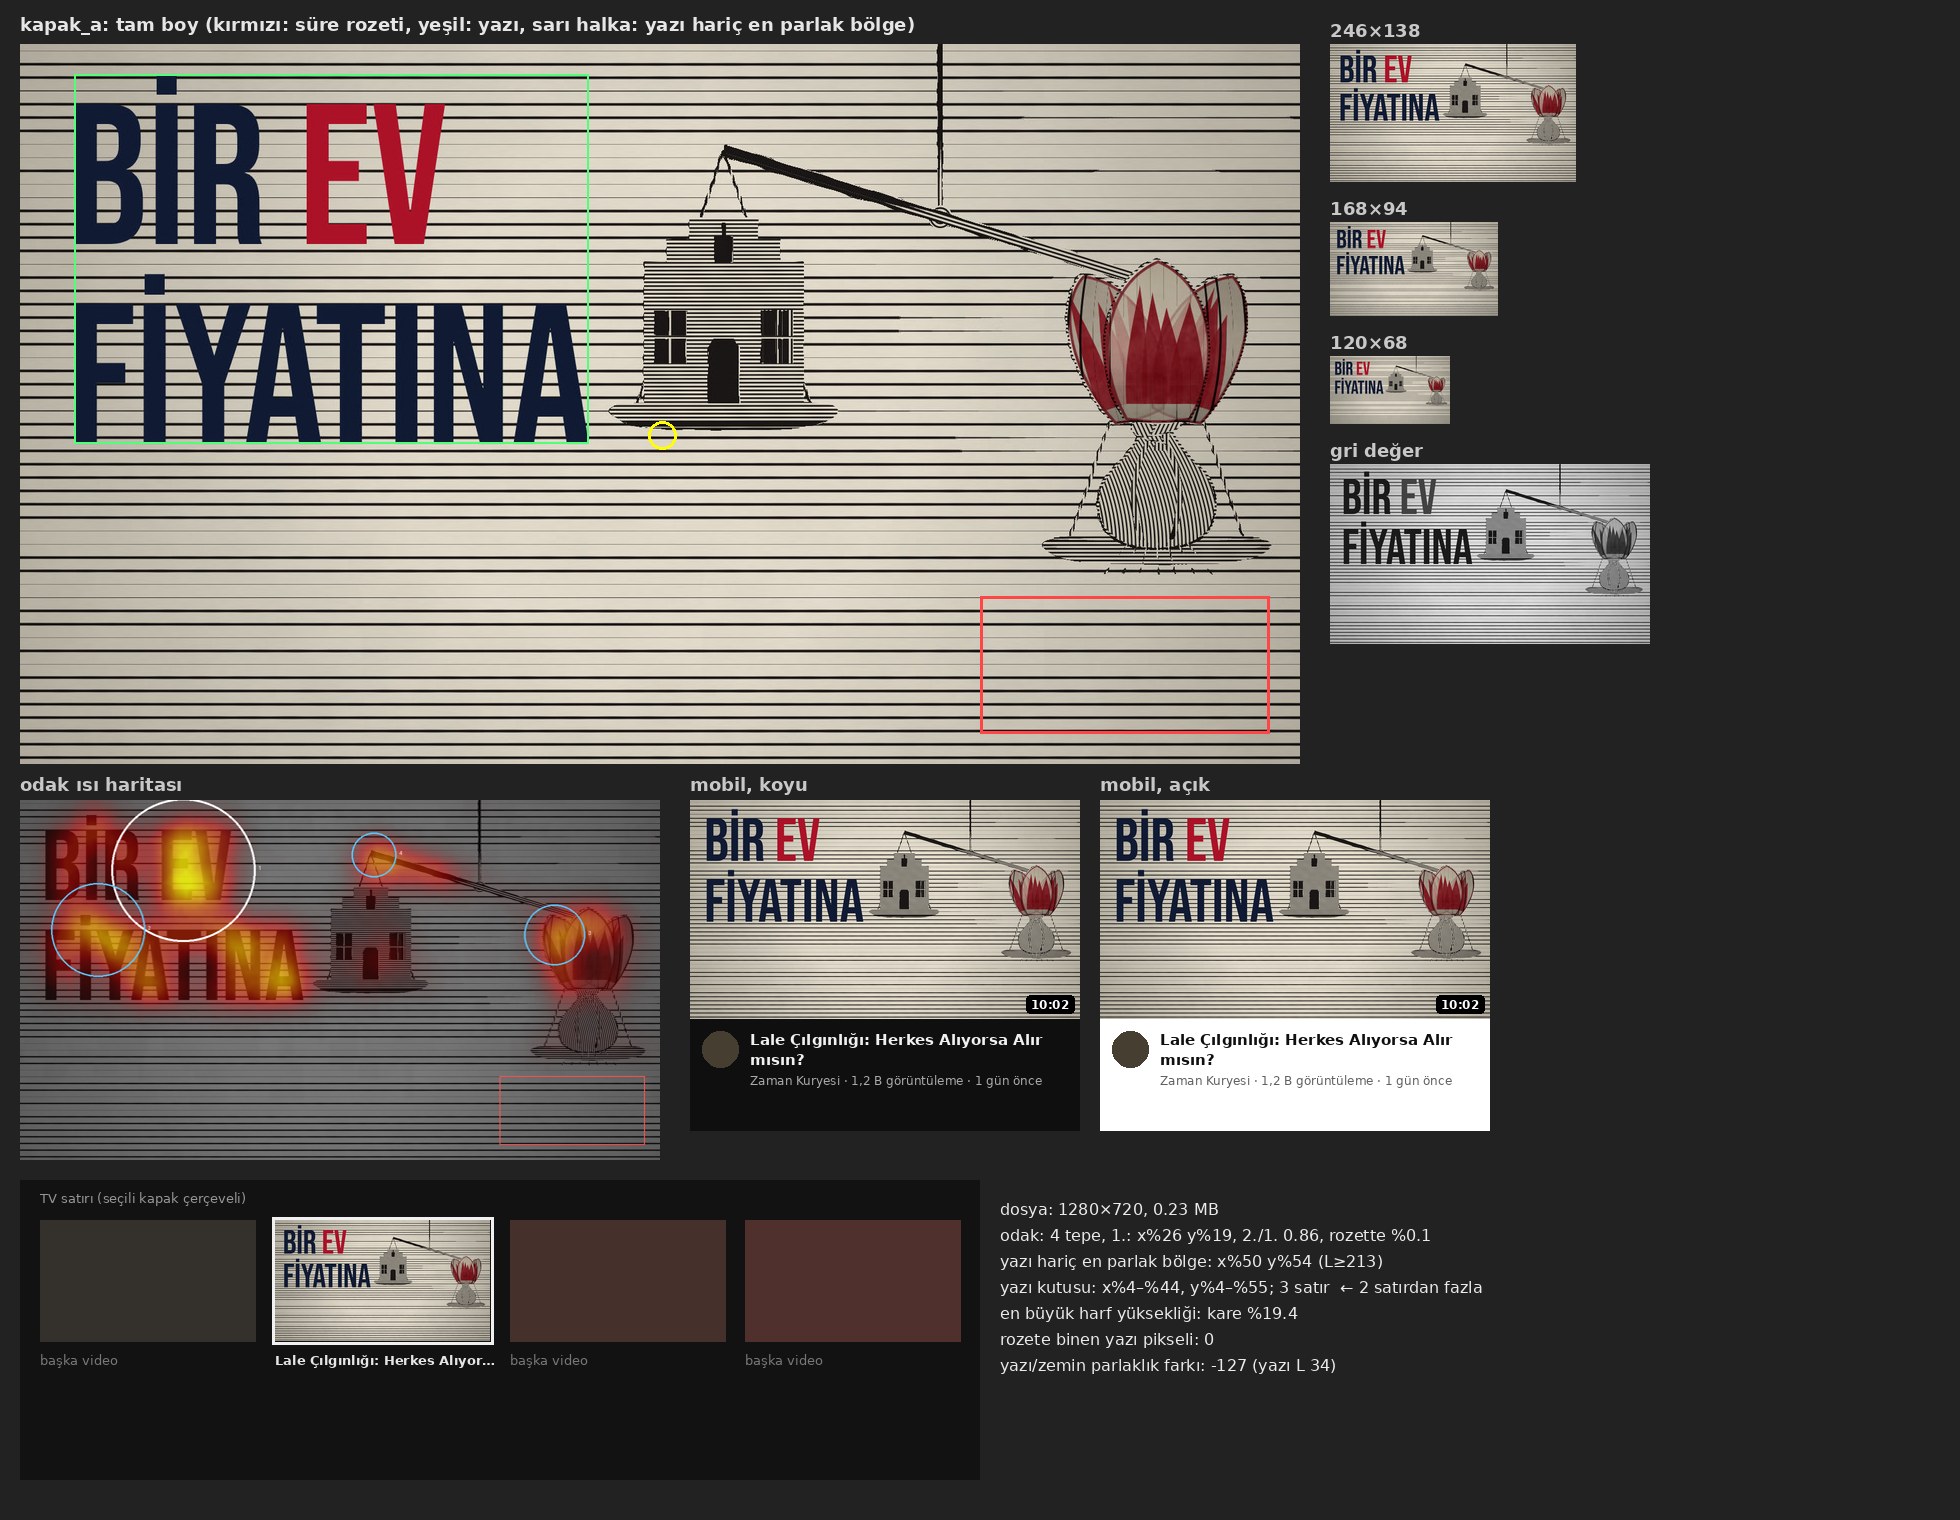 kapak_a: tam boy (kırmızı: süre rozeti, yeşil: yazı, sarı halka: yazı hariç en parlak bölge)
BİR EV
FİYATINA
246×138
BİR EV
FİYATINA
168×94
BİR EV
FİYATINA
120×68
BİR EV
FİYATINA
gri değer
BİR EV
FİYATINA
odak ısı haritası
BİR EV
FİYATINA
mobil, koyu
BİR EV
FİYATINA
10:02
Lale Çılgınlığı: Herkes Alıyorsa Alır
mısın?
Zaman Kuryesi · 1,2 B görüntüleme · 1 gün önce
mobil, açık
BİR EV
FİYATINA
10:02
Lale Çılgınlığı: Herkes Alıyorsa Alır
mısın?
Zaman Kuryesi · 1,2 B görüntüleme · 1 gün önce
TV satırı (seçili kapak çerçeveli)
BİR EV
FİYATINA
başka video
Lale Çılgınlığı: Herkes Alıyor...
başka video
başka video
dosya: 1280×720, 0.23 MB
odak: 4 tepe, 1.: x%26 y%19, 2./1. 0.86, rozette %0.1
yazı hariç en parlak bölge: x%50 y%54 (L≥213)
yazı kutusu: x%4–%44, y%4–%55; 3 satır ← 2 satırdan fazla
en büyük harf yüksekliği: kare %19.4
rozete binen yazı pikseli: 0
yazı/zemin parlaklık farkı: -127 (yazı L 34)